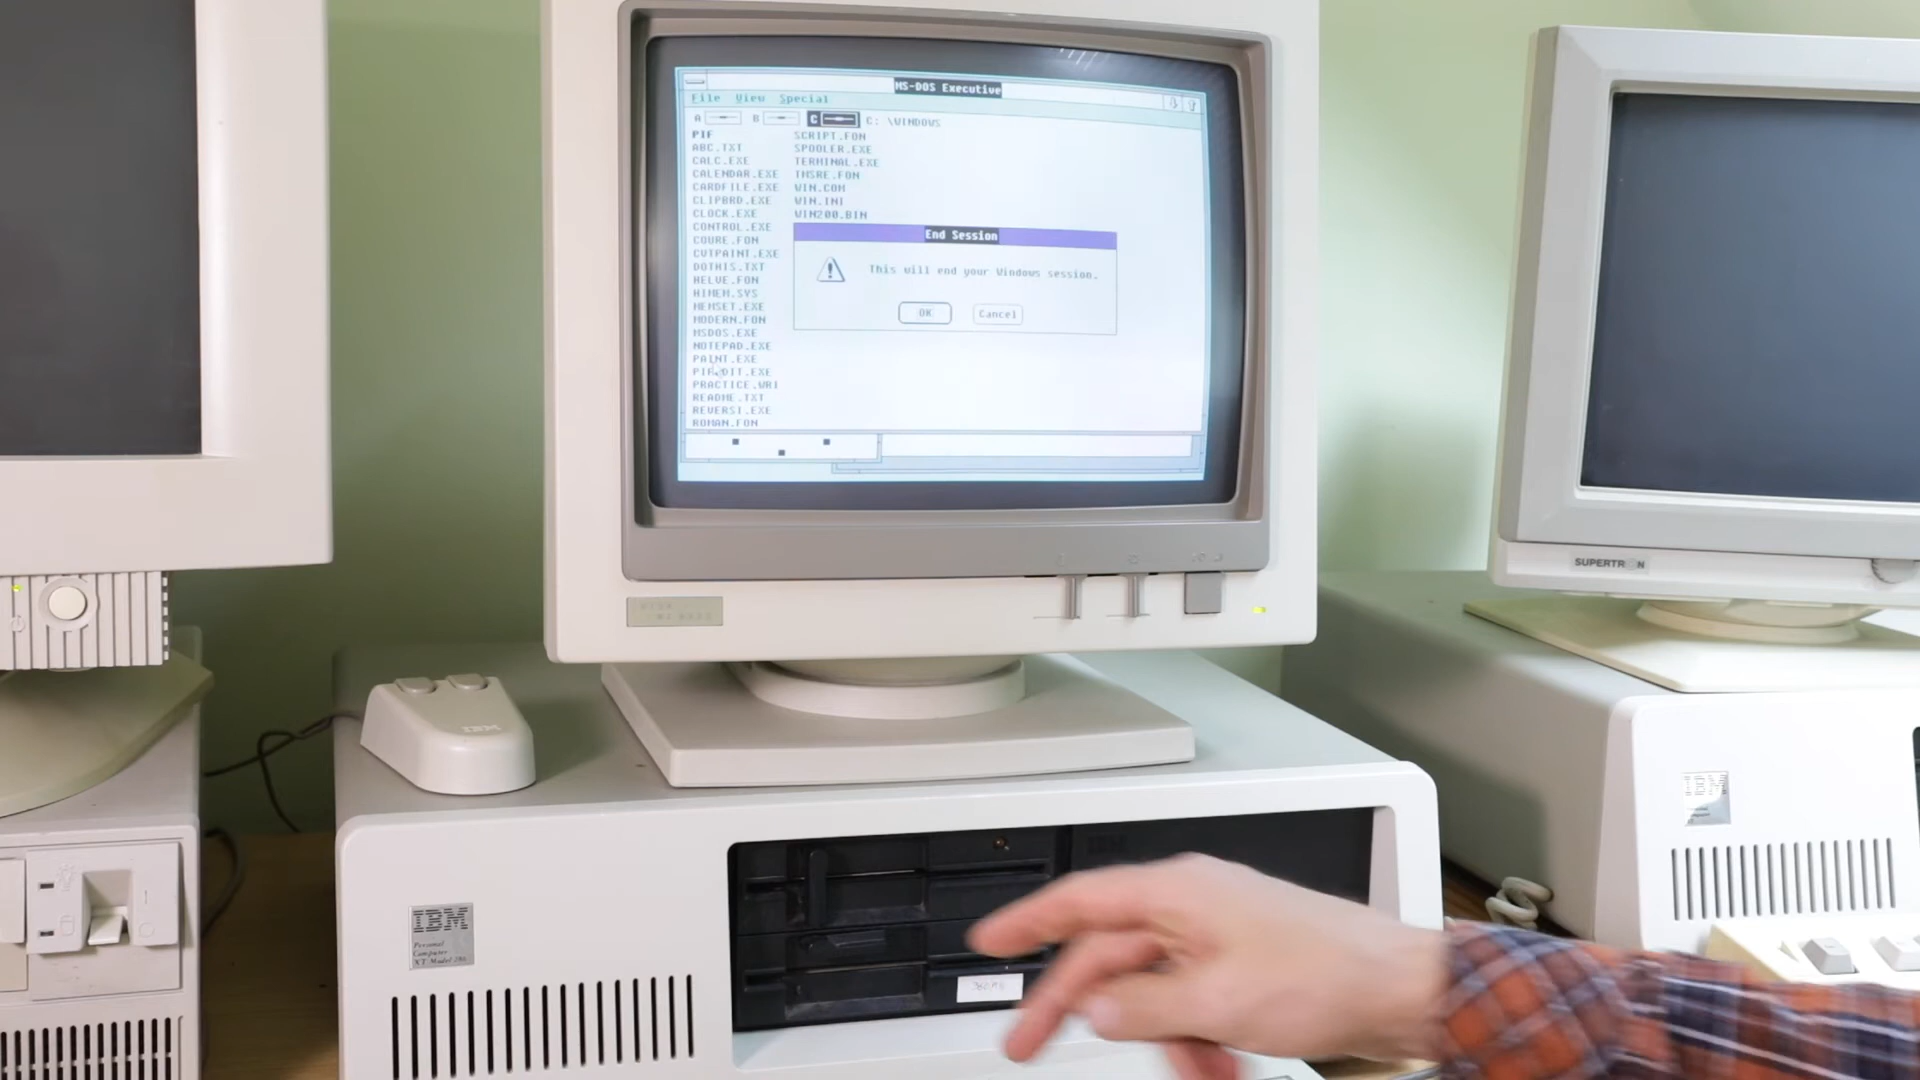 MS-DOS Executive
File View Special
A B C C: \WINDOWS
PIF SCRIPT.FON
ABC.TXT SPOOLER.EXE
CALC.EXE TERMINAL.EXE
CALENDAR.EXE TMSRE.FON
CARDFILE.EXE WIN.COM
CLIPBRD.EXE WIN.INI
CLOCK.EXE WIN200.BIN
CONTROL.EXE
COURE.FON
CVTPAINT.EXE
DOTHIS.TXT
HELVE.FON
HIMEM.SYS
MEMSET.EXE
MODERN.FON
MSDOS.EXE
NOTEPAD.EXE
PAINT.EXE
PIFEDIT.EXE
PRACTICE.WRI
README.TXT
REVERSI.EXE
ROMAN.FON
End Session
This will end your Windows session.
OK Cancel
SUPERTRON
IBM
IBM
Personal
Computer
XT Model 286
IBM